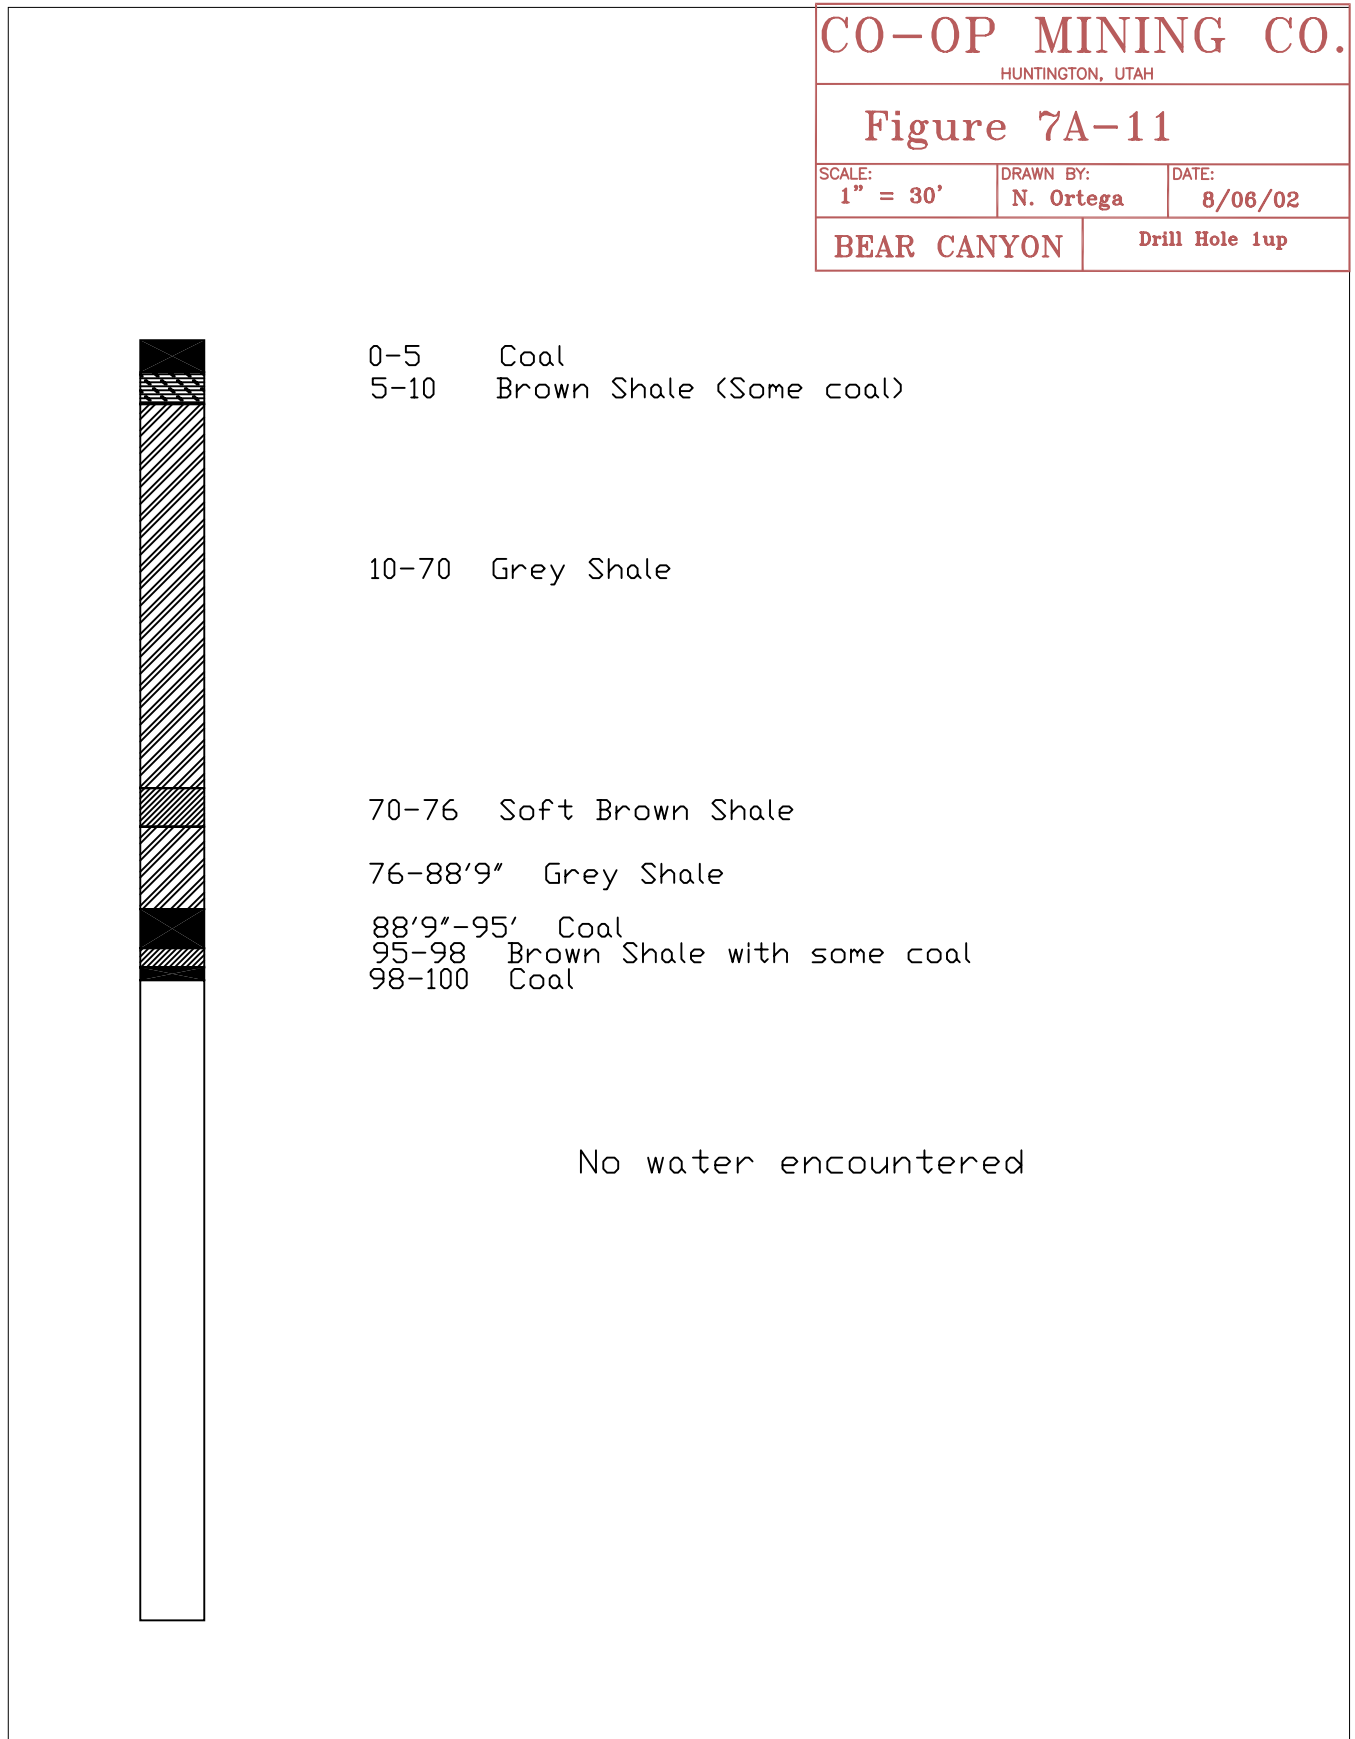 CO-OP MINING CO.
HUNTINGTON, UTAH
Figure 7A-11
SCALE:
1" = 30'
DRAWN BY:
N. Ortega
DATE:
8/06/02
BEAR CANYON
Drill Hole 1up
0-5 Coal
5-10 Brown Shale (Some coal)
10-70 Grey Shale
70-76 Soft Brown Shale
76-88'9" Grey Shale
88'9"-95' Coal
95-98 Brown Shale with some coal
98-100 Coal
No water encountered